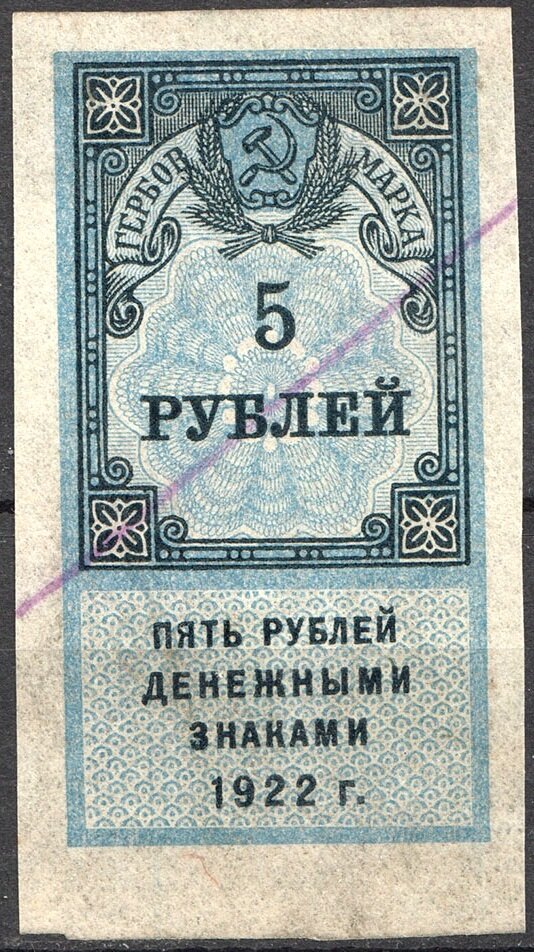 ГЕРБОВ
МАРКА
5
РУБЛЕЙ
ПЯТЬ РУБЛЕЙ
ДЕНЕЖНЫМИ
ЗНАКАМИ
1922 г.